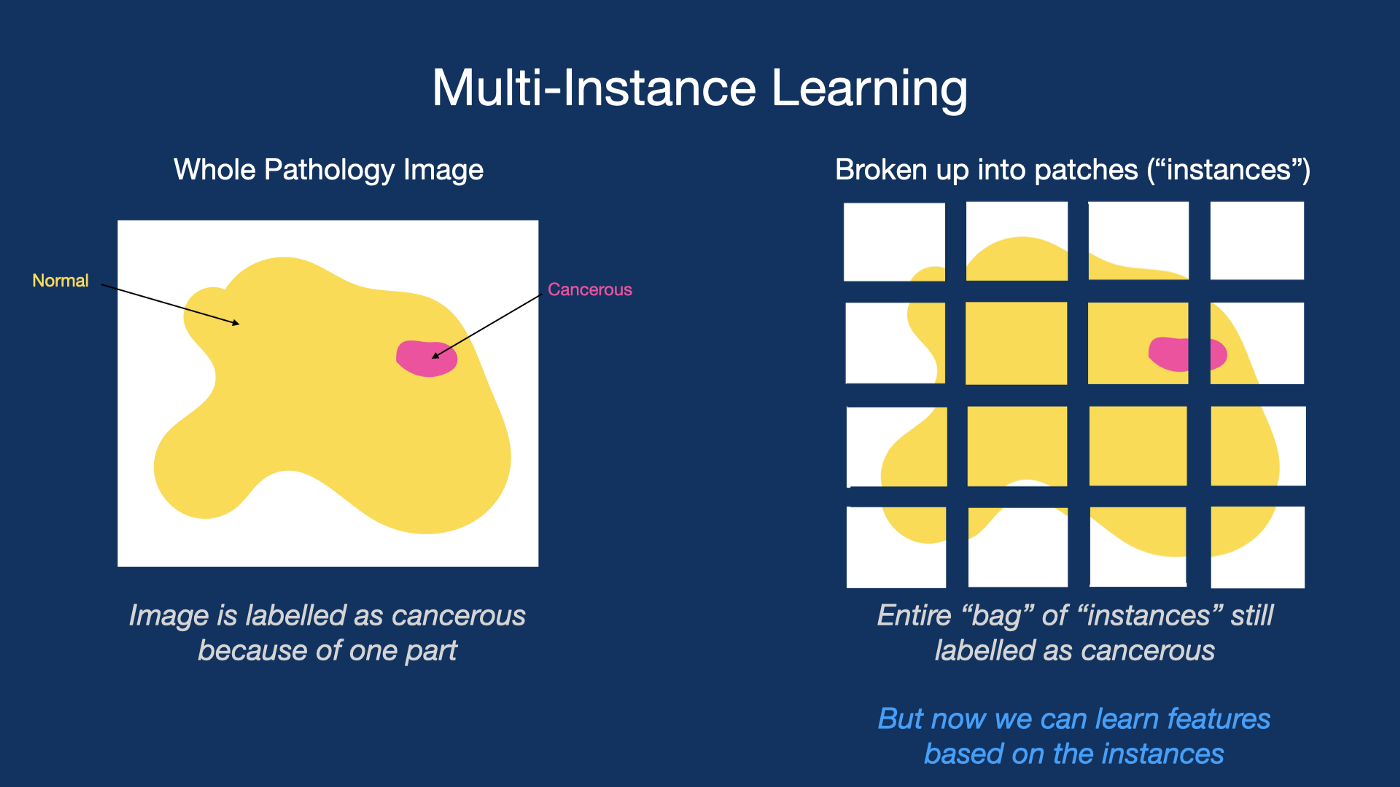 Multi-Instance Learning
Whole Pathology Image
Normal
Cancerous
Image is labelled as cancerous
because of one part
Broken up into patches (“instances”)
Entire “bag” of “instances” still
labelled as cancerous
But now we can learn features
based on the instances